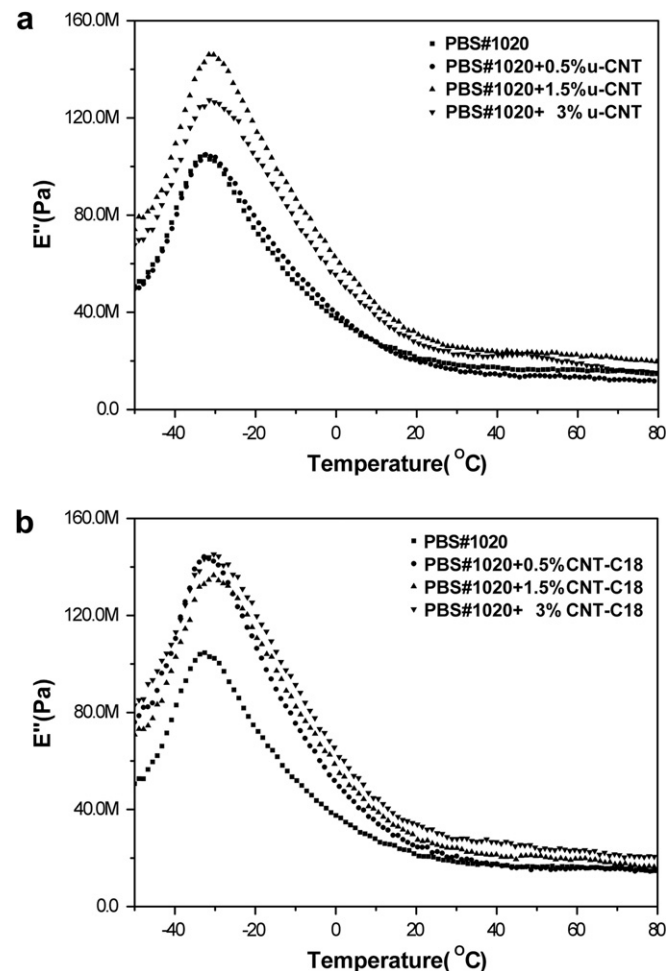 a
PBS#1020
PBS#1020+0.5%u-CNT
PBS#1020+1.5%u-CNT
PBS#1020+ 3% u-CNT
160.0M
120.0M
80.0M
40.0M
0.0
E"(Pa)
-40 -20 0 20 40 60 80
Temperature( °C)
b
PBS#1020
PBS#1020+0.5%CNT-C18
PBS#1020+1.5%CNT-C18
PBS#1020+ 3% CNT-C18
160.0M
120.0M
80.0M
40.0M
0.0
E"(Pa)
-40 -20 0 20 40 60 80
Temperature( °C)